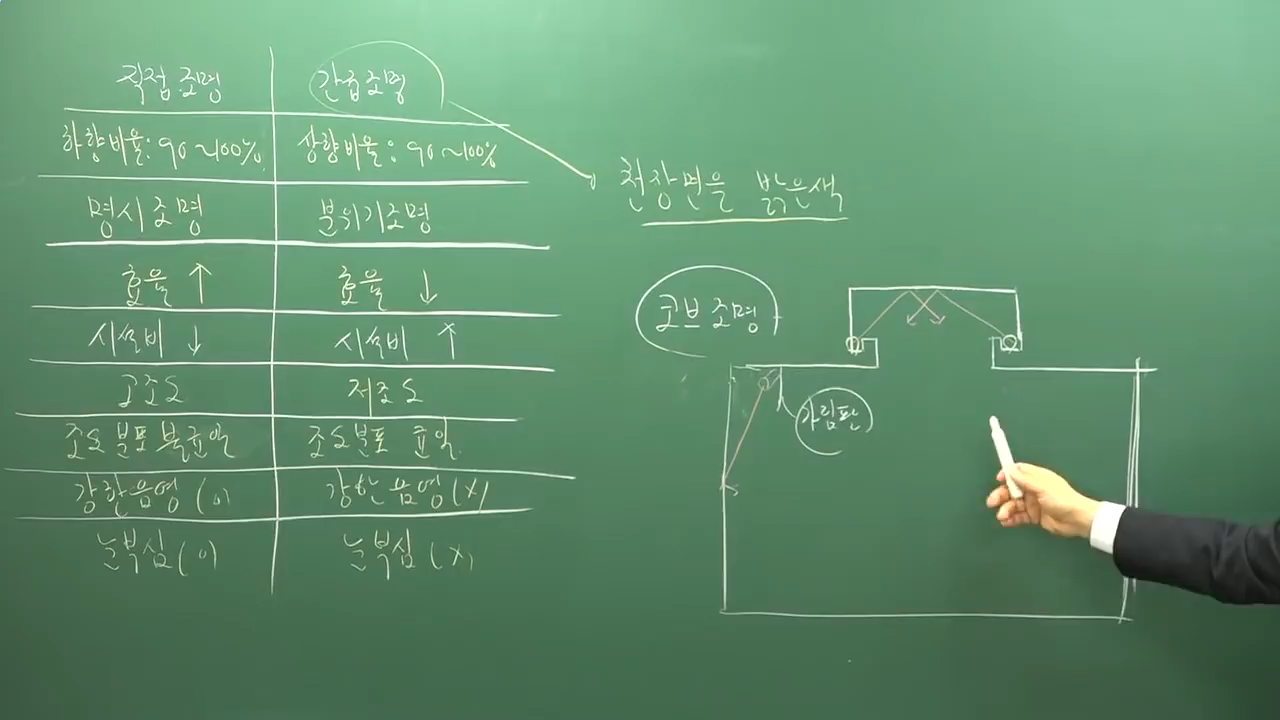 직접조명 간접조명
하향비율: 90~100% 상향비율: 90~100%
명시조명 분위기조명
효율 ↑ 효율 ↓
시설비 ↓ 시설비 ↑
고조도 저조도
조도분포 불균일 조도분포 균일
강한음영 (O) 강한음영 (X)
눈부심 (O) 눈부심 (X)
천장면을 밝은색
코브조명
가림판